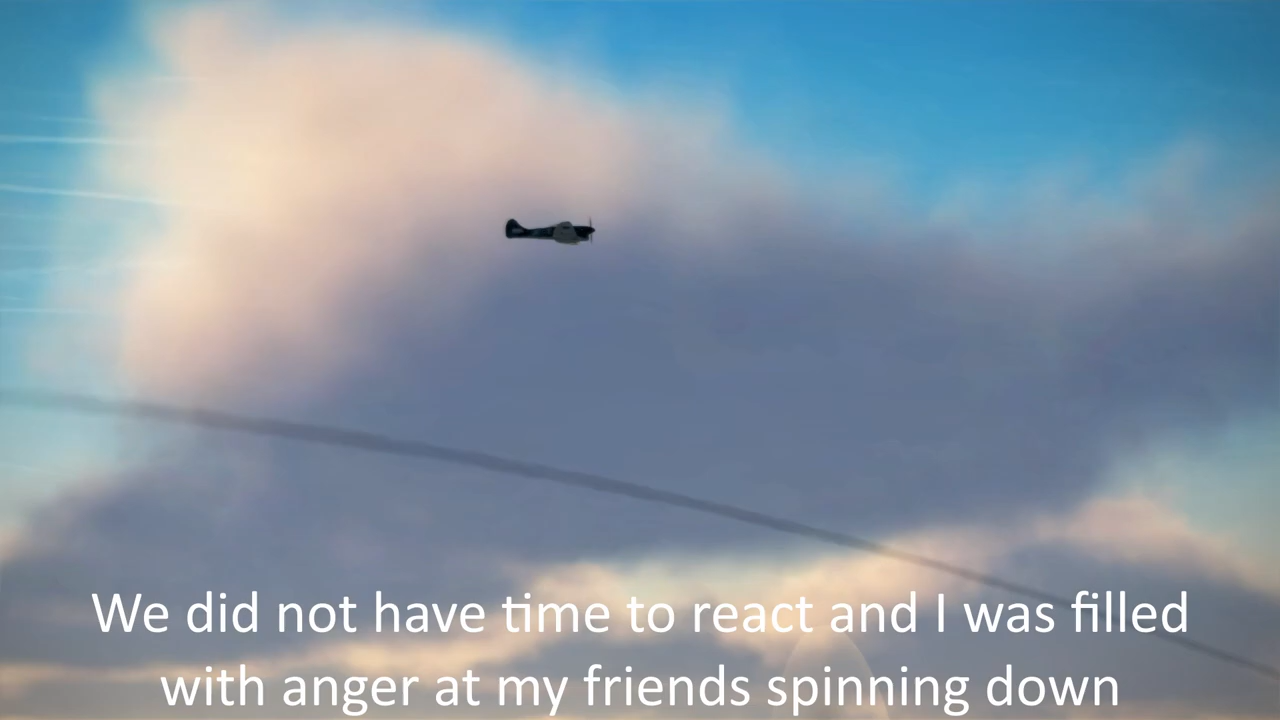 We did not have time to react and I was filled
with anger at my friends spinning down